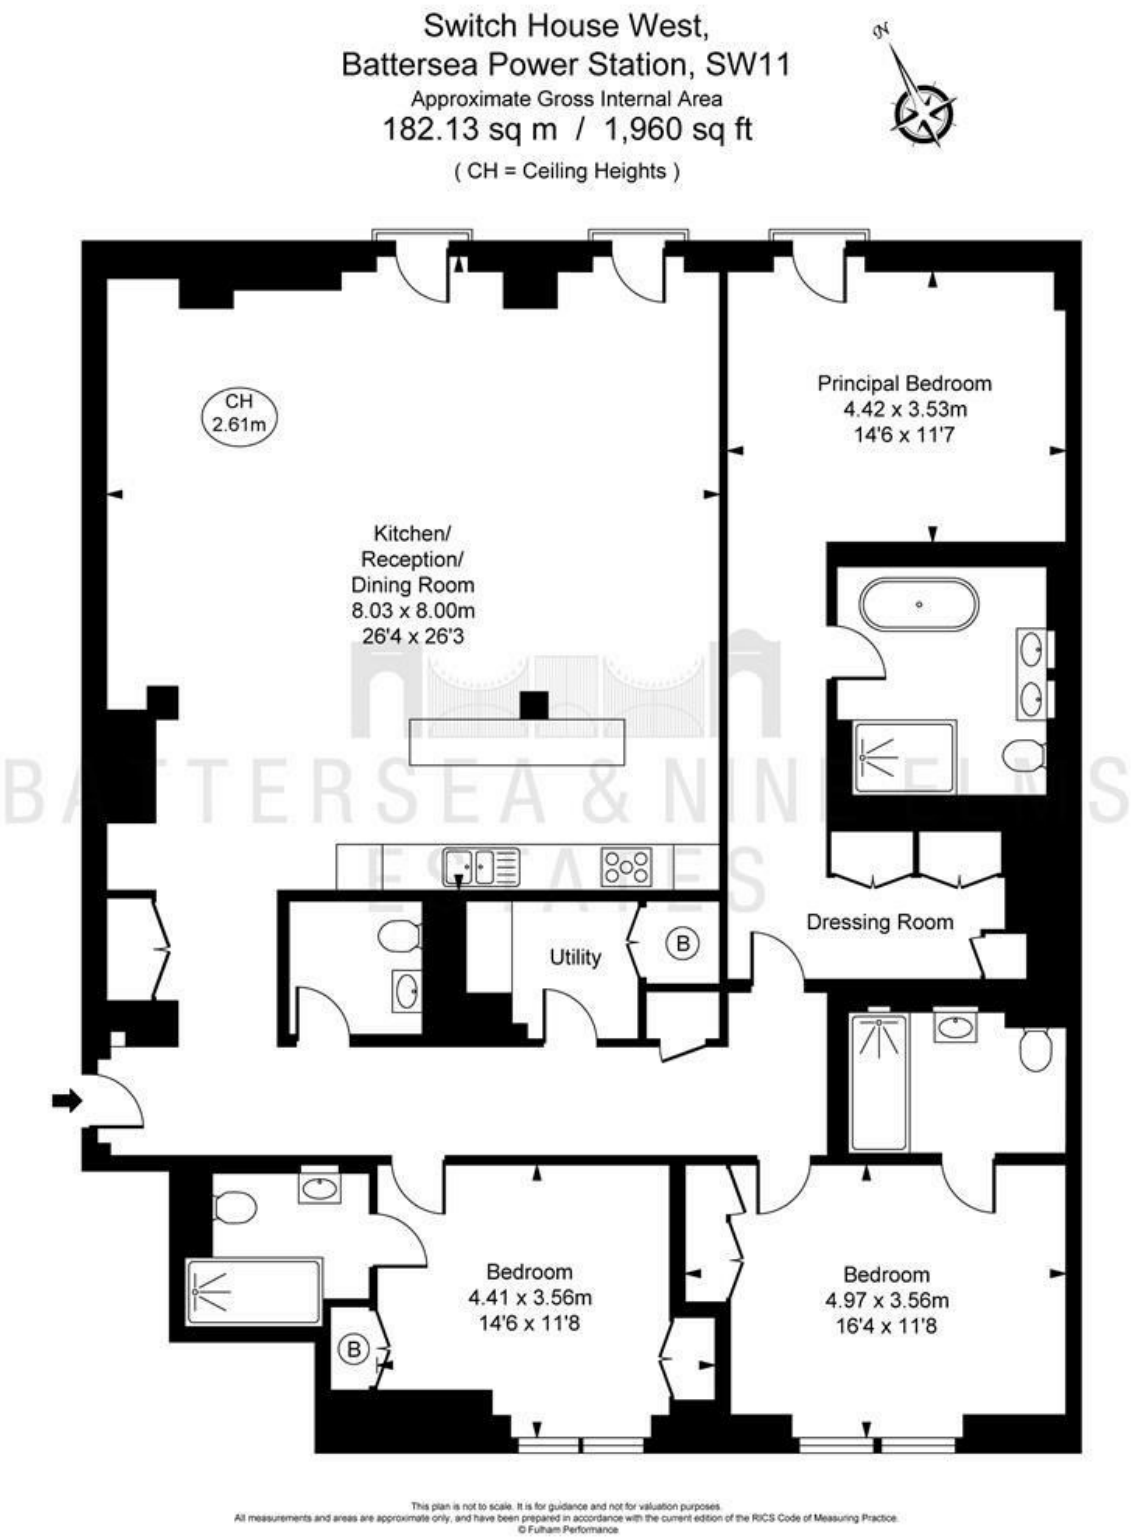 Switch House West,
Battersea Power Station, SW11
Approximate Gross Internal Area
182.13 sq m / 1,960 sq ft
( CH = Ceiling Heights )
N
CH
2.61m
Principal Bedroom
4.42 x 3.53m
14'6 x 11'7
Kitchen/
Reception/
Dining Room
8.03 x 8.00m
26'4 x 26'3
BATTERSEA & NINE ELMS
ESTATES
Dressing Room
Utility
B
Bedroom
4.41 x 3.56m
14'6 x 11'8
Bedroom
4.97 x 3.56m
16'4 x 11'8
B
This plan is not to scale. It is for guidance and not for valuation purposes.
All measurements and areas are approximate only, and have been prepared in accordance with the current edition of the RICS Code of Measuring Practice.
© Fulham Performance